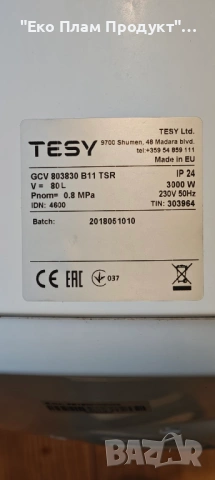 "Еко Плам Продукт"...
TESY
TESY Ltd.
9700 Shumen, 48 Madara blvd.
tel:+359 54 859 111
Made in EU
GCV 803830 B11 TSR IP 24
V = 80 L 3000 W
Pnom= 0.8 MPa 230V 50Hz
IDN: 4600 TIN: 303964
Batch: 2018051010
CE EAC 037
bazar